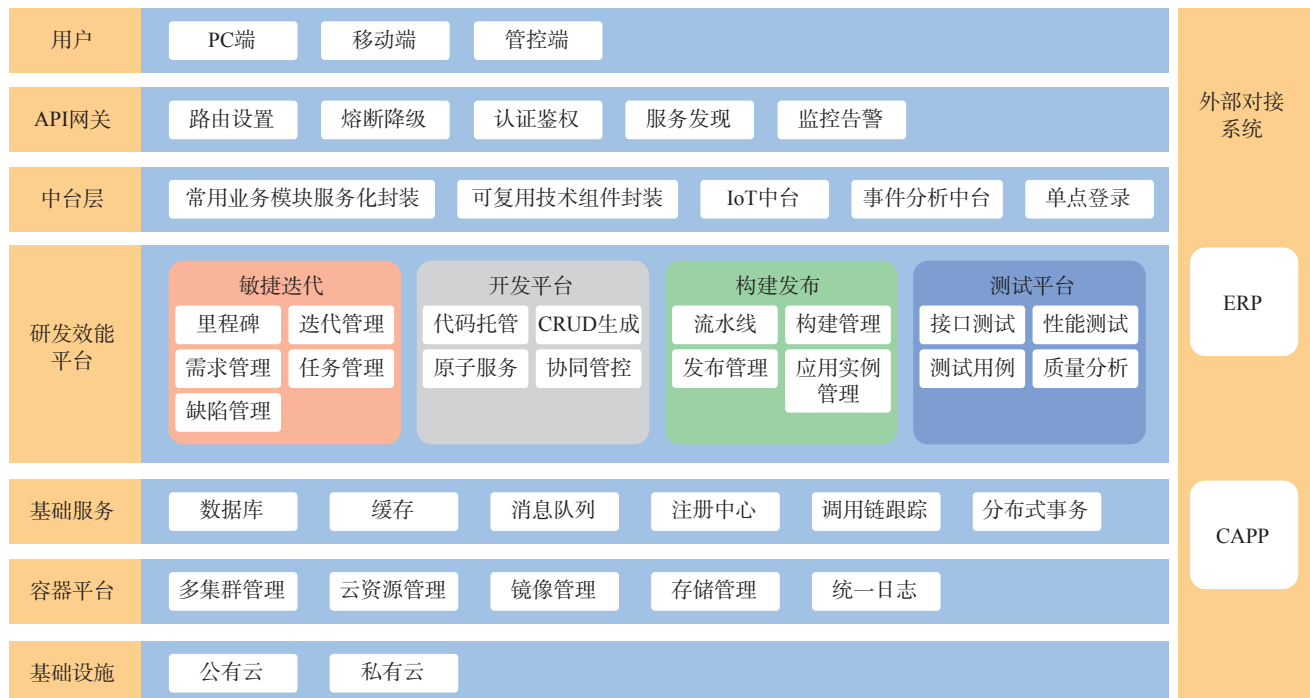 用户
PC端
移动端
管控端
API网关
路由设置
熔断降级
认证鉴权
服务发现
监控告警
中台层
常用业务模块服务化封装
可复用技术组件封装
IoT中台
事件分析中台
单点登录
研发效能
平台
敏捷迭代
里程碑
迭代管理
需求管理
任务管理
缺陷管理
开发平台
代码托管
CRUD生成
原子服务
协同管控
构建发布
流水线
构建管理
发布管理
应用实例
管理
测试平台
接口测试
性能测试
测试用例
质量分析
基础服务
数据库
缓存
消息队列
注册中心
调用链跟踪
分布式事务
容器平台
多集群管理
云资源管理
镜像管理
存储管理
统一日志
基础设施
公有云
私有云
外部对接
系统
ERP
CAPP